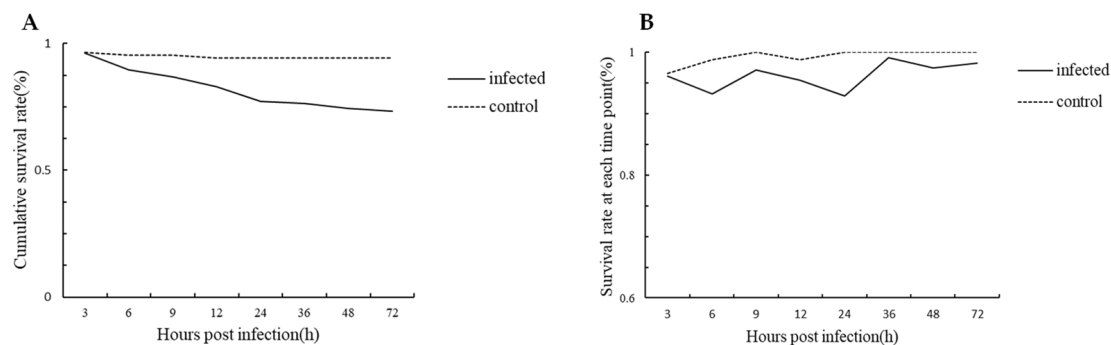 A
Cumulative survival rate(%)
1
0.5
0
3 6 9 12 24 36 48 72
Hours post infection(h)
infected
control
B
Survival rate at each time point(%)
1
0.8
0.6
3 6 9 12 24 36 48 72
Hours post infection(h)
infected
control